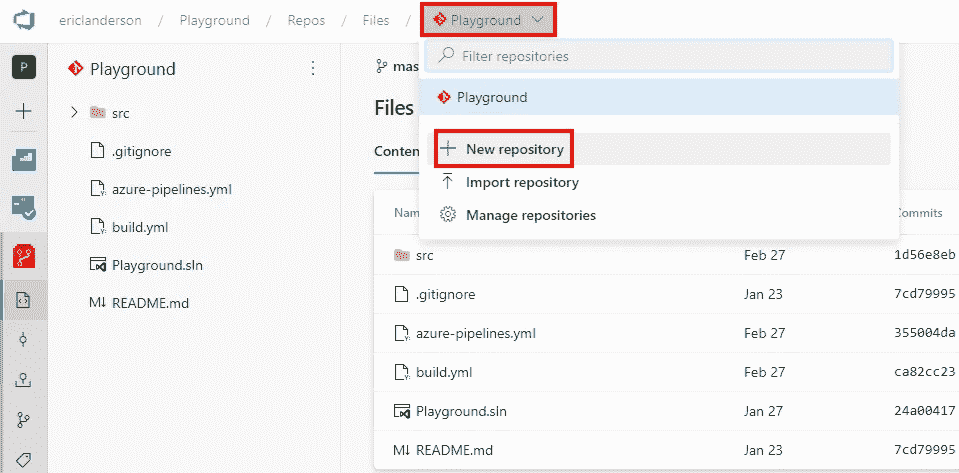 ericlanderson / Playground / Repos / Files / Playground
P
Playground
src
.gitignore
azure-pipelines.yml
build.yml
Playground.sln
README.md
mas
Files
Conten
Filter repositories
Playground
New repository
Import repository
Manage repositories
Nam Commits
src Feb 27 1d56e8eb
.gitignore Jan 23 7cd79995
azure-pipelines.yml Feb 27 355004da
build.yml Feb 27 ca82cc23
Playground.sln Jan 27 24a00417
README.md Jan 23 7cd79995